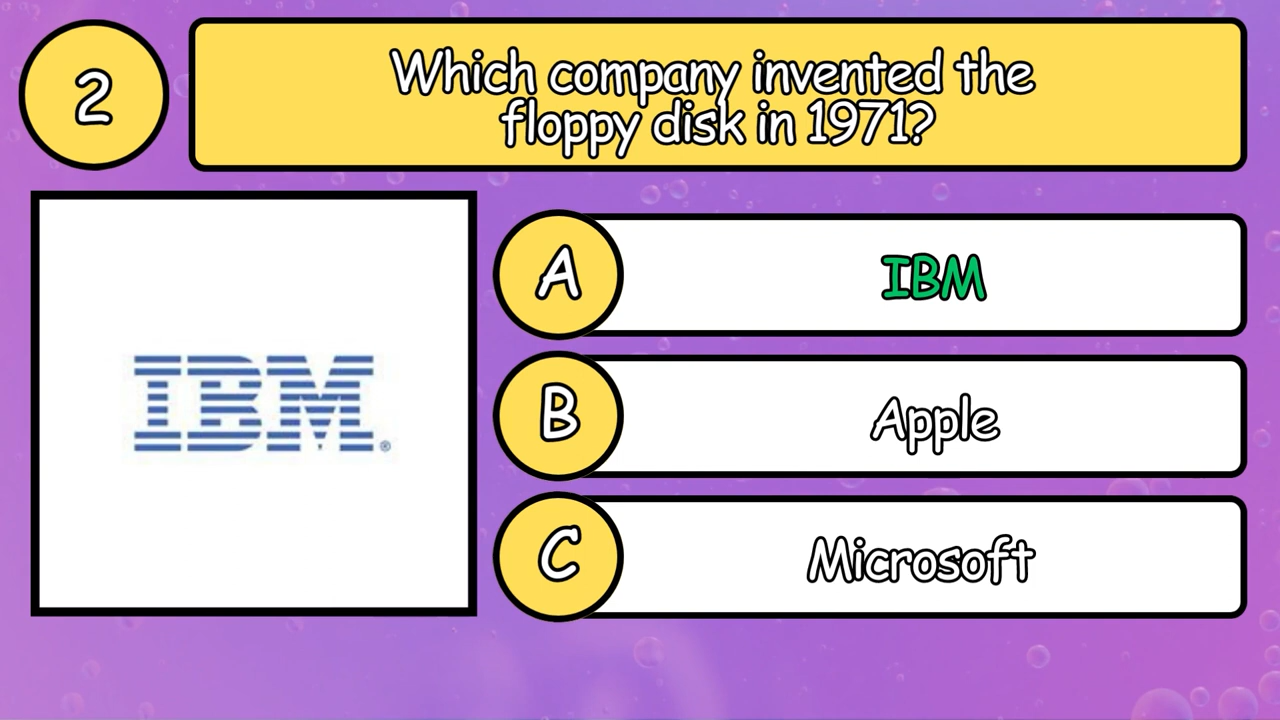 2
Which company invented the
floppy disk in 1971?
IBM®
A
IBM
B
Apple
C
Microsoft